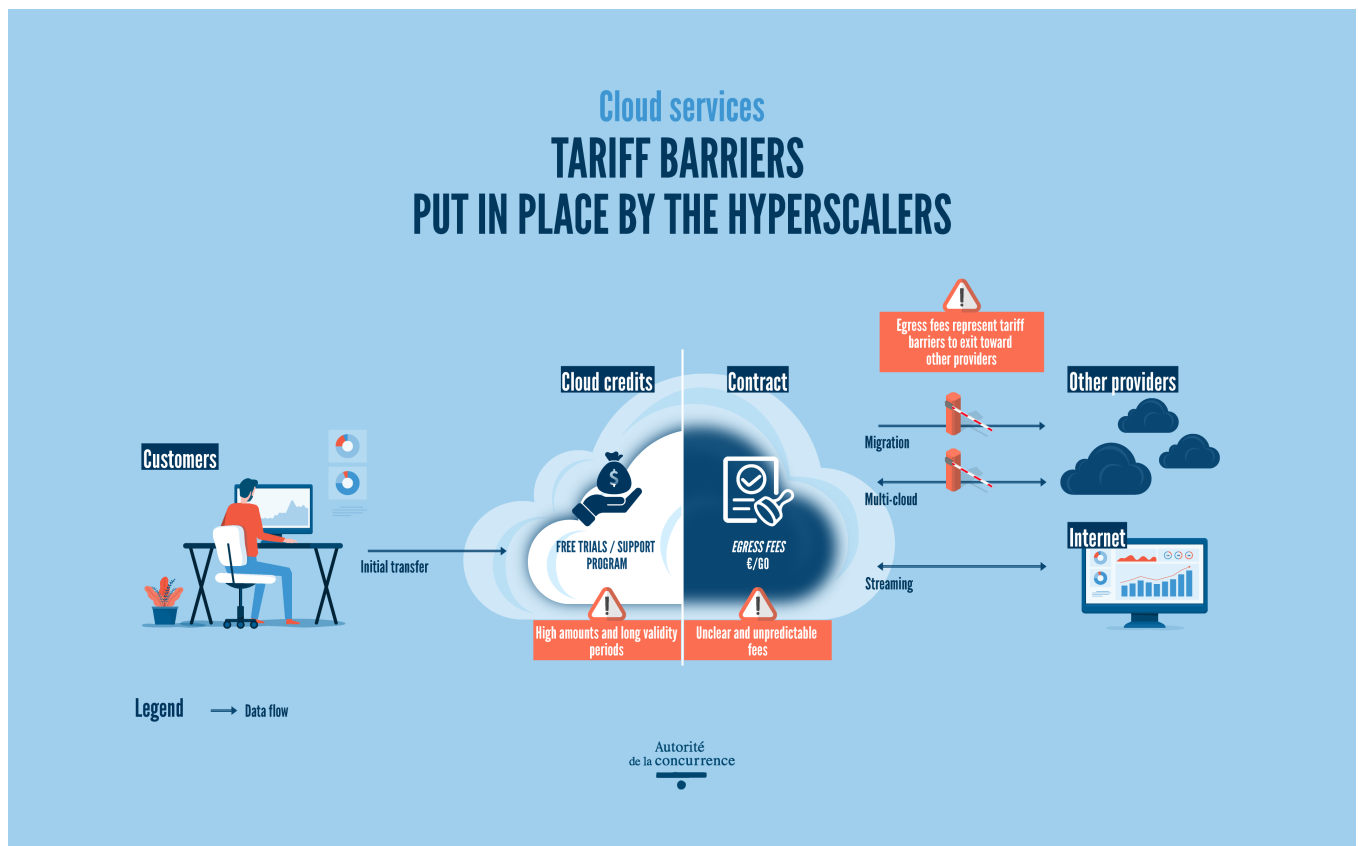 Cloud services
TARIFF BARRIERS
PUT IN PLACE BY THE HYPERSCALERS
Egress fees represent tariff
barriers to exit toward
other providers
Cloud credits
Contract
Other providers
Customers
Migration
Multi-cloud
$
FREE TRIALS / SUPPORT
PROGRAM
EGRESS FEES
€/GO
Internet
Initial transfer
Streaming
High amounts and long validity
periods
Unclear and unpredictable
fees
Legend
Data flow
Autorité
de la concurrence